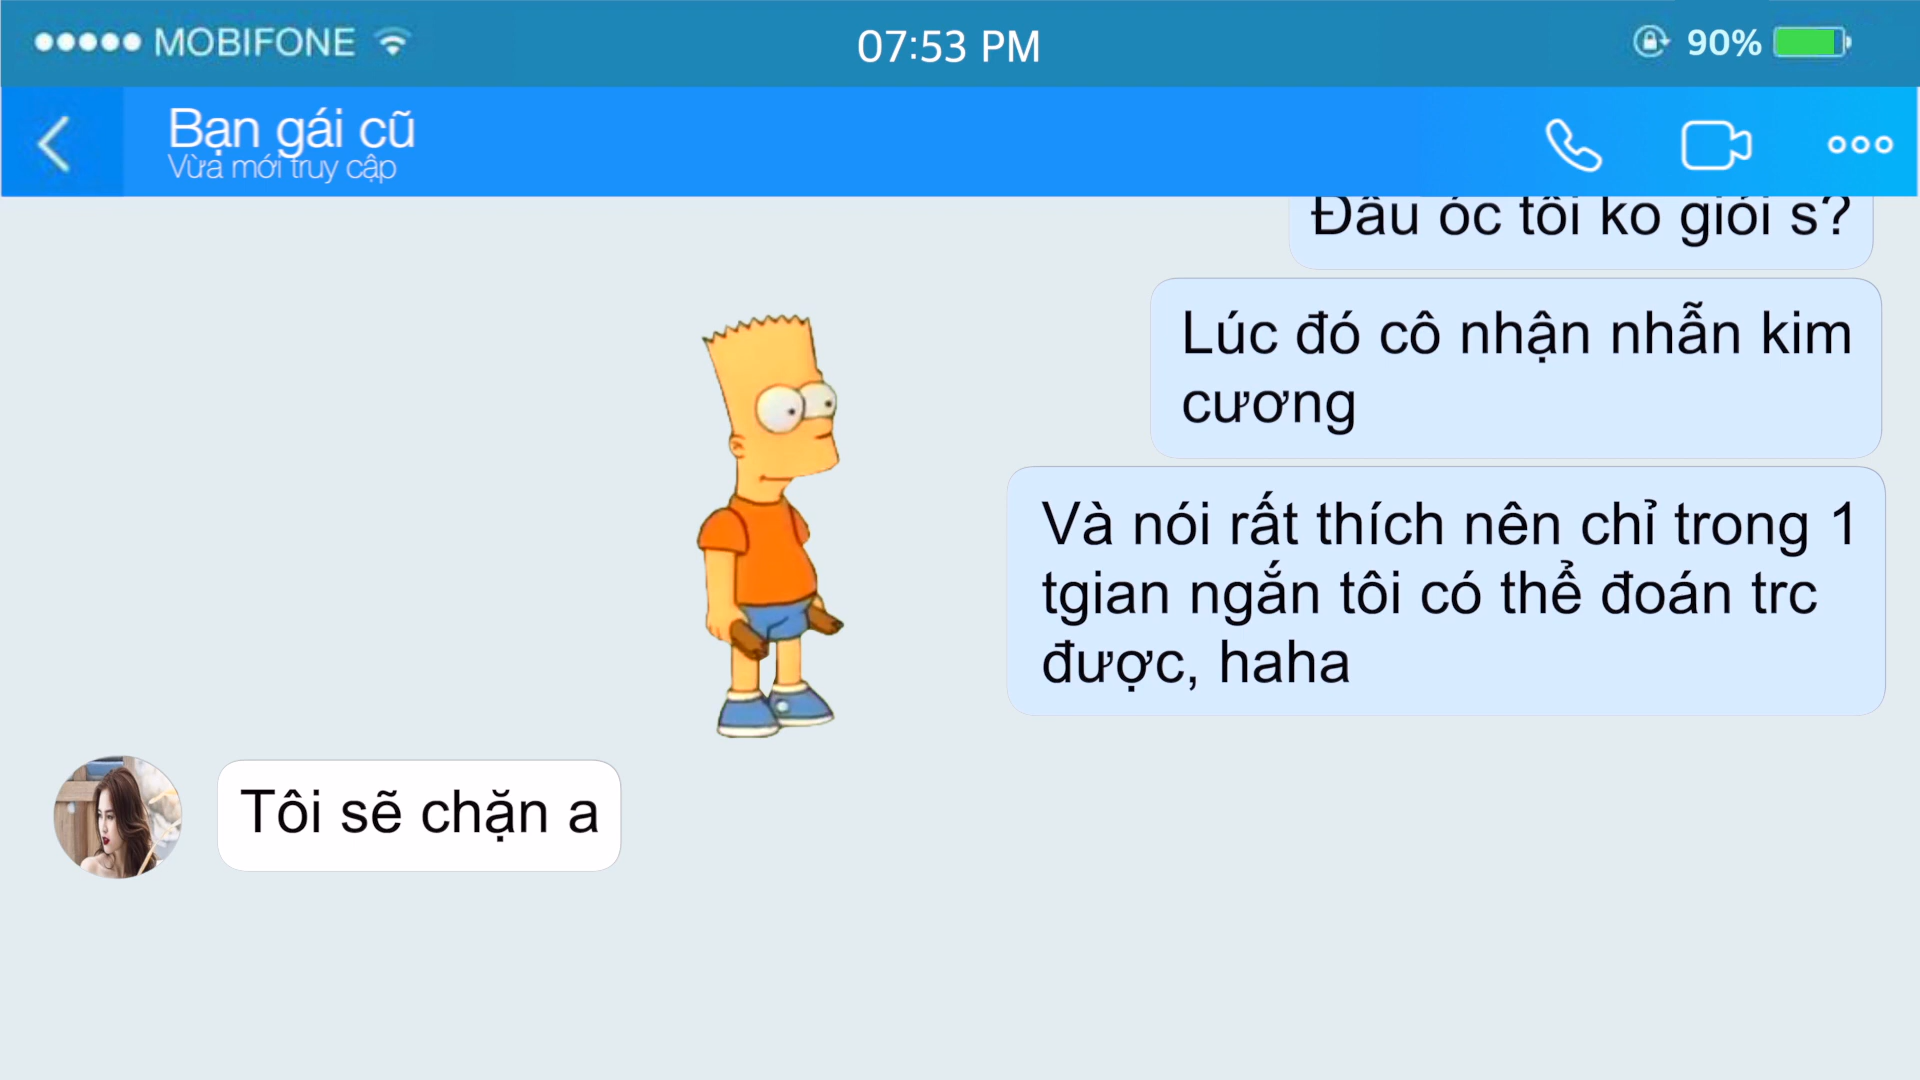 MOBIFONE
07:53 PM
90%
Bạn gái cũ
Vừa mới truy cập
Đầu óc tôi ko giỏi s?
Lúc đó cô nhận nhẫn kim
cương
Và nói rất thích nên chỉ trong 1
tgian ngắn tôi có thể đoán trc
được, haha
Tôi sẽ chặn a